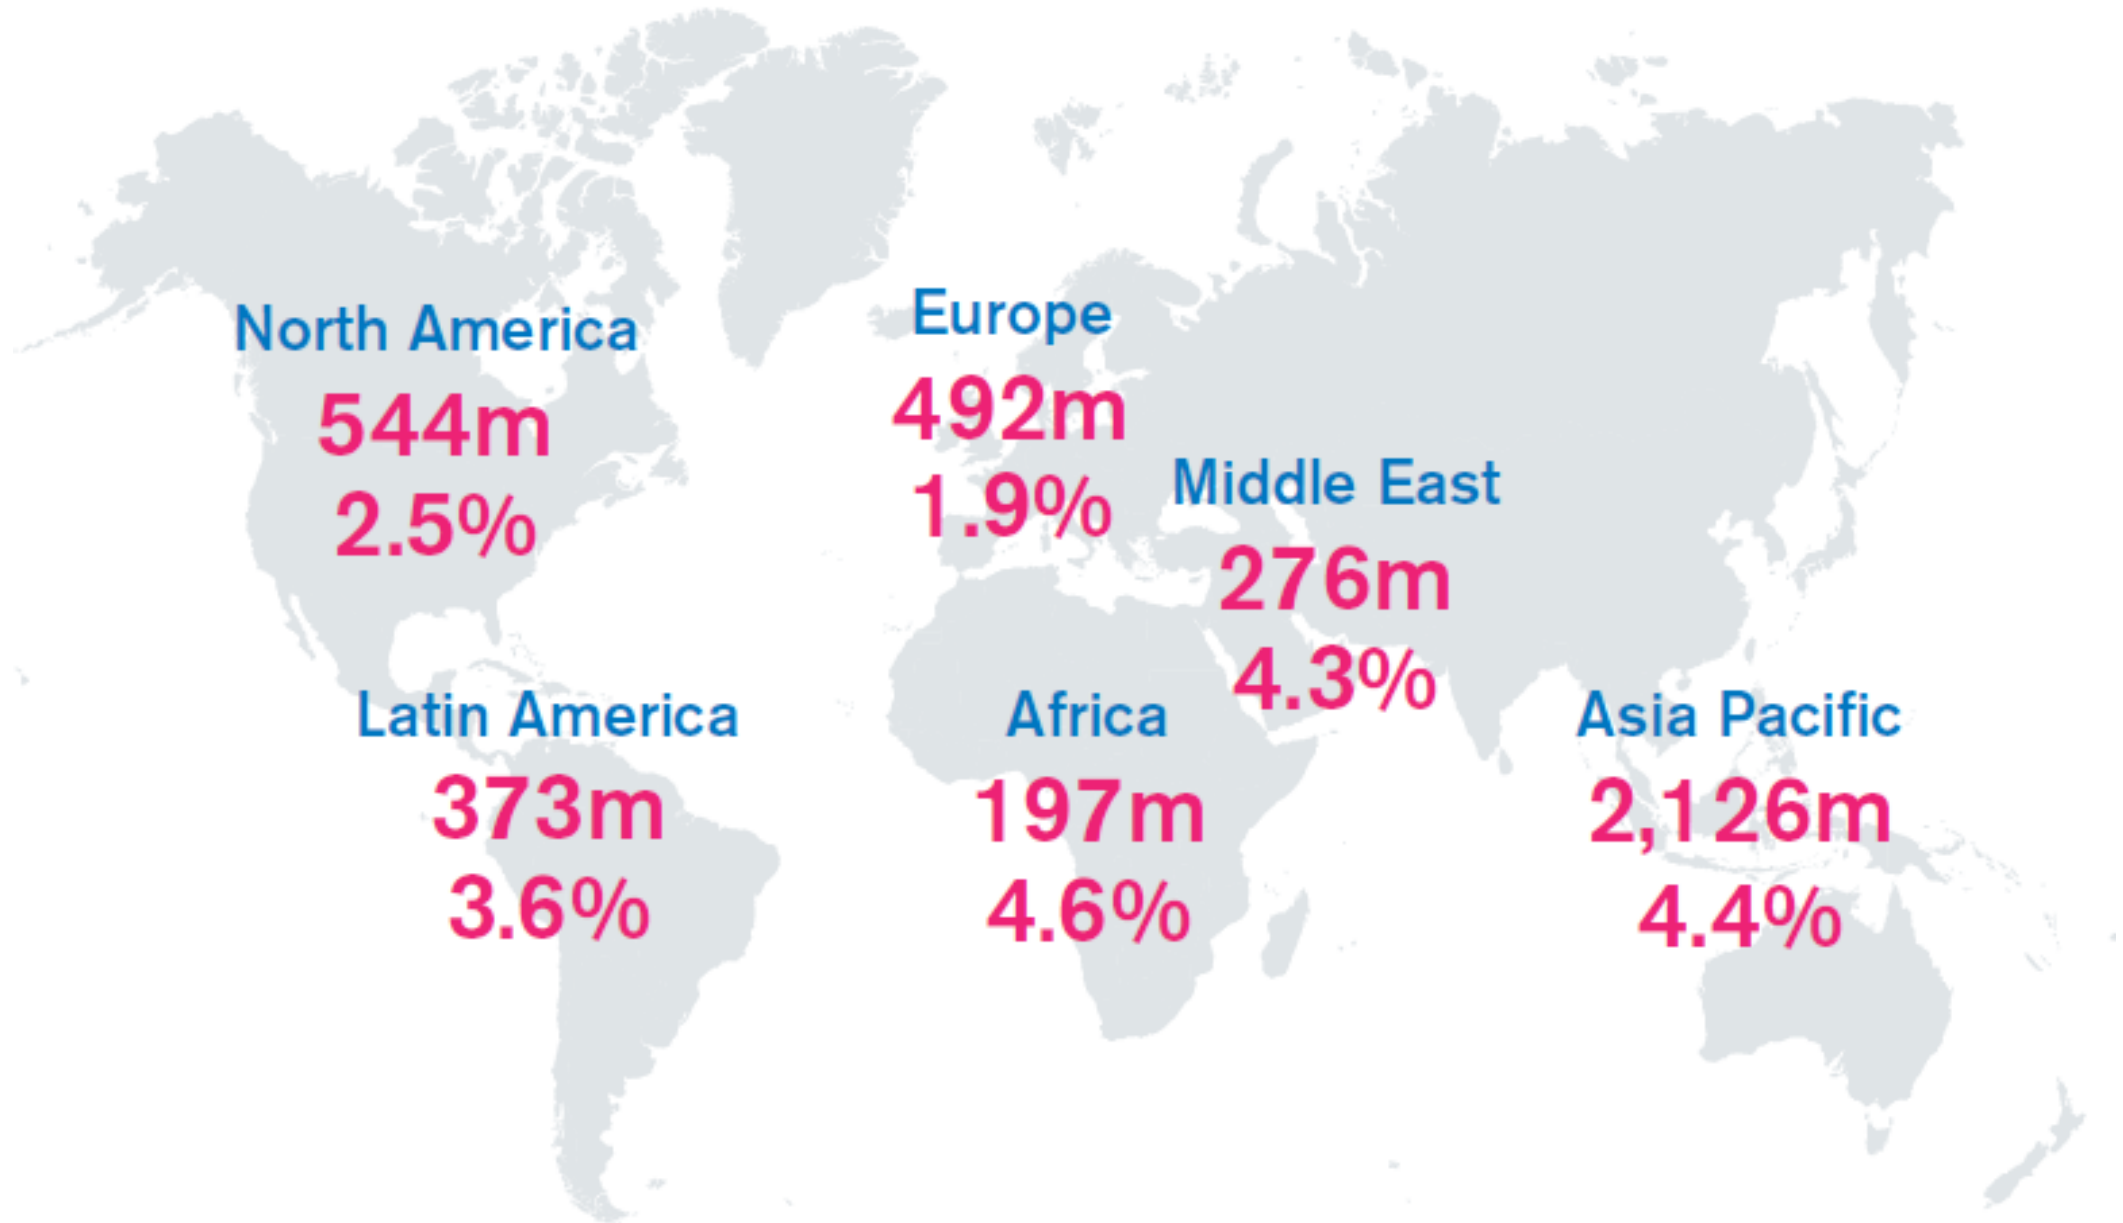 North America
544m
2.5%
Europe
492m
1.9%
Middle East
276m
4.3%
Latin America
373m
3.6%
Africa
197m
4.6%
Asia Pacific
2,126m
4.4%